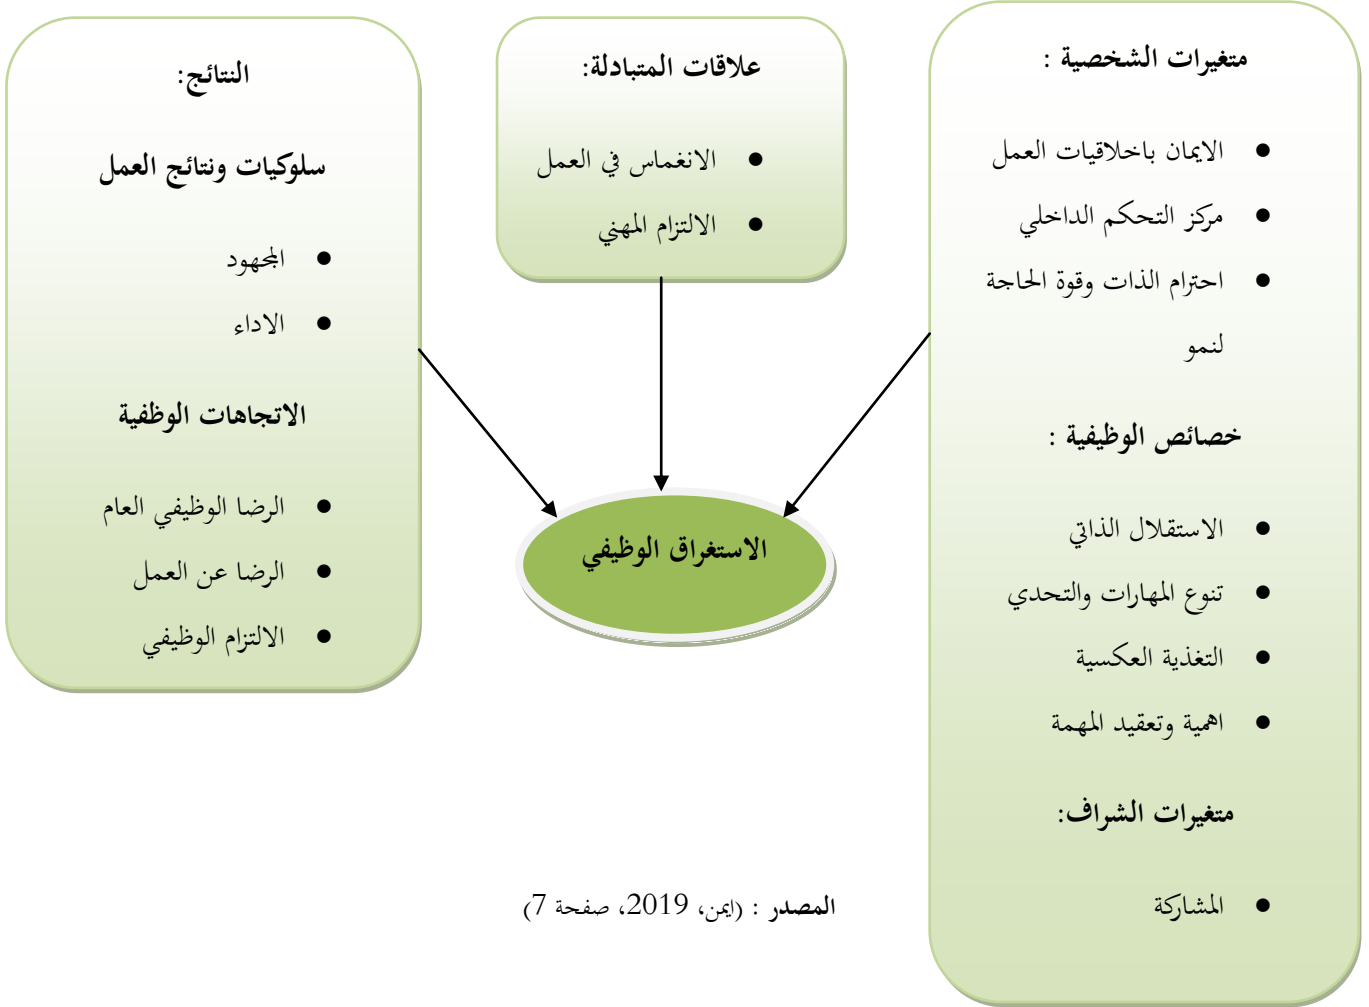 متغيرات الشخصية :
● الايمان باخلاقيات العمل
● مركز التحكم الداخلي
● احترام الذات وقوة الحاجة
لنمو
خصائص الوظيفية :
● الاستقلال الذاتي
● تنوع المهارات والتحدي
● التغذية العكسية
● اهمية وتعقيد المهمة
متغيرات الشراف:
● المشاركة
علاقات المتبادلة:
● الانغماس في العمل
● الالتزام المهني
النتائج:
سلوكيات ونتائج العمل
● المجهود
● الاداء
الاتجاهات الوظفية
● الرضا الوظيفي العام
● الرضا عن العمل
● الالتزام الوظيفي
الاستغراق الوظيفي
المصدر : (ايمن، 2019، صفحة 7)